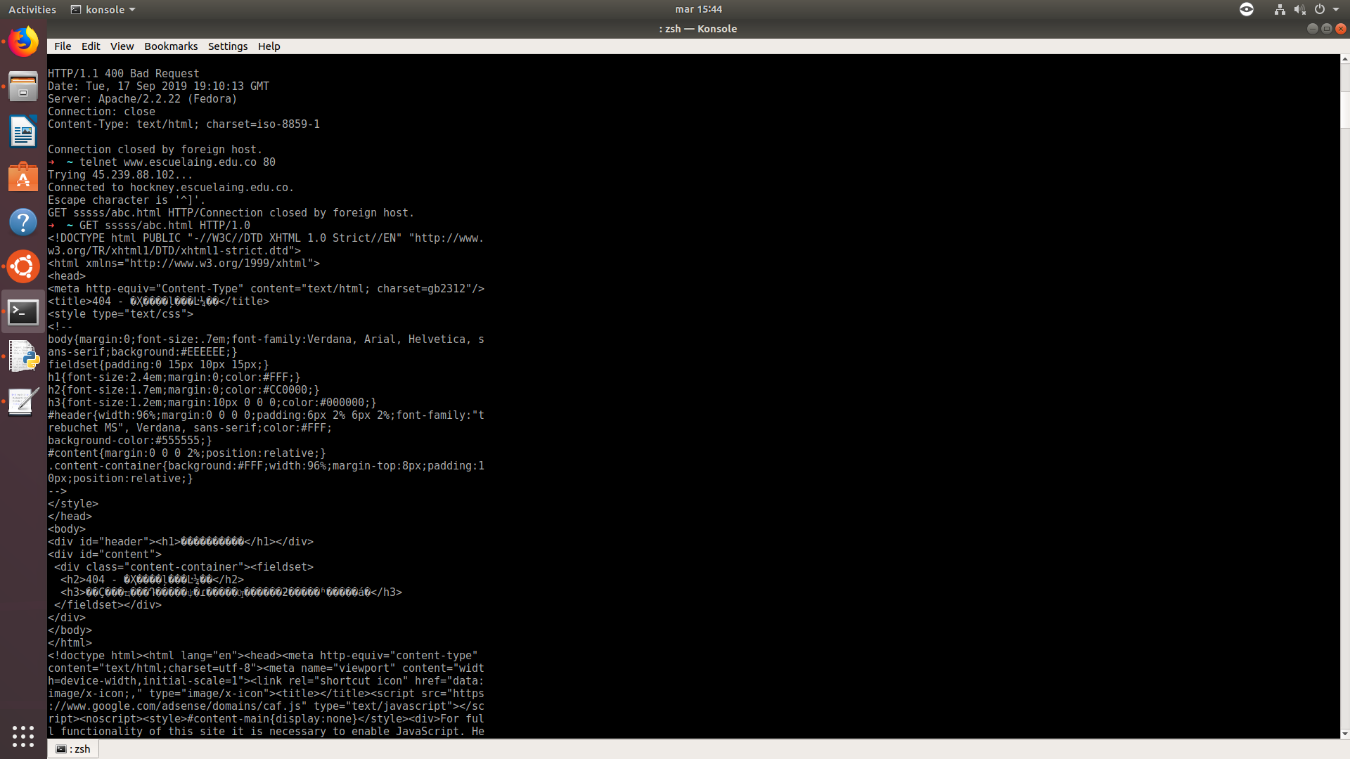 Activities
konsole
mar 15:44
: zsh — Konsole
File Edit View Bookmarks Settings Help
HTTP/1.1 400 Bad Request
Date: Tue, 17 Sep 2019 19:10:13 GMT
Server: Apache/2.2.22 (Fedora)
Connection: close
Content-Type: text/html; charset=iso-8859-1
Connection closed by foreign host.
➜ ~ telnet www.escuelaing.edu.co 80
Trying 45.239.88.102...
Connected to hockney.escuelaing.edu.co.
Escape character is '^]'.
GET sssss/abc.html HTTP/Connection closed by foreign host.
➜ ~ GET sssss/abc.html HTTP/1.0
<!DOCTYPE html PUBLIC "-//W3C//DTD XHTML 1.0 Strict//EN" "http://www.
w3.org/TR/xhtml1/DTD/xhtml1-strict.dtd">
<html xmlns="http://www.w3.org/1999/xhtml">
<head>
<meta http-equiv="Content-Type" content="text/html; charset=gb2312"/>
<title>404 - </title>
<style type="text/css">
<!--
body{margin:0;font-size:.7em;font-family:Verdana, Arial, Helvetica, s
ans-serif;background:#EEEEEE;}
fieldset{padding:0 15px 10px 15px;}
h1{font-size:2.4em;margin:0;color:#FFF;}
h2{font-size:1.7em;margin:0;color:#CC0000;}
h3{font-size:1.2em;margin:10px 0 0 0;color:#000000;}
#header{width:96%;margin:0 0 0 0;padding:6px 2% 6px 2%;font-family:"t
rebuchet MS", Verdana, sans-serif;color:#FFF;
background-color:#555555;}
#content{margin:0 0 0 2%;position:relative;}
.content-container{background:#FFF;width:96%;margin-top:8px;padding:1
0px;position:relative;}
-->
</style>
</head>
<body>
<div id="header"><h1>������������</h1></div>
<div id="content">
<div class="content-container"><fieldset>
<h2>404 - </h2>
<h3></h3>
</fieldset></div>
</div>
</body>
</html>
<!doctype html><html lang="en"><head><meta http-equiv="content-type"
content="text/html;charset=utf-8"><meta name="viewport" content="widt
h=device-width,initial-scale=1"><link rel="shortcut icon" href="data:
image/x-icon;," type="image/x-icon"><title></title><script src="https
://www.google.com/adsense/domains/caf.js" type="text/javascript"></sc
ript><noscript><style>#content-main{display:none}</style><div>For ful
l functionality of this site it is necessary to enable JavaScript. He
: zsh